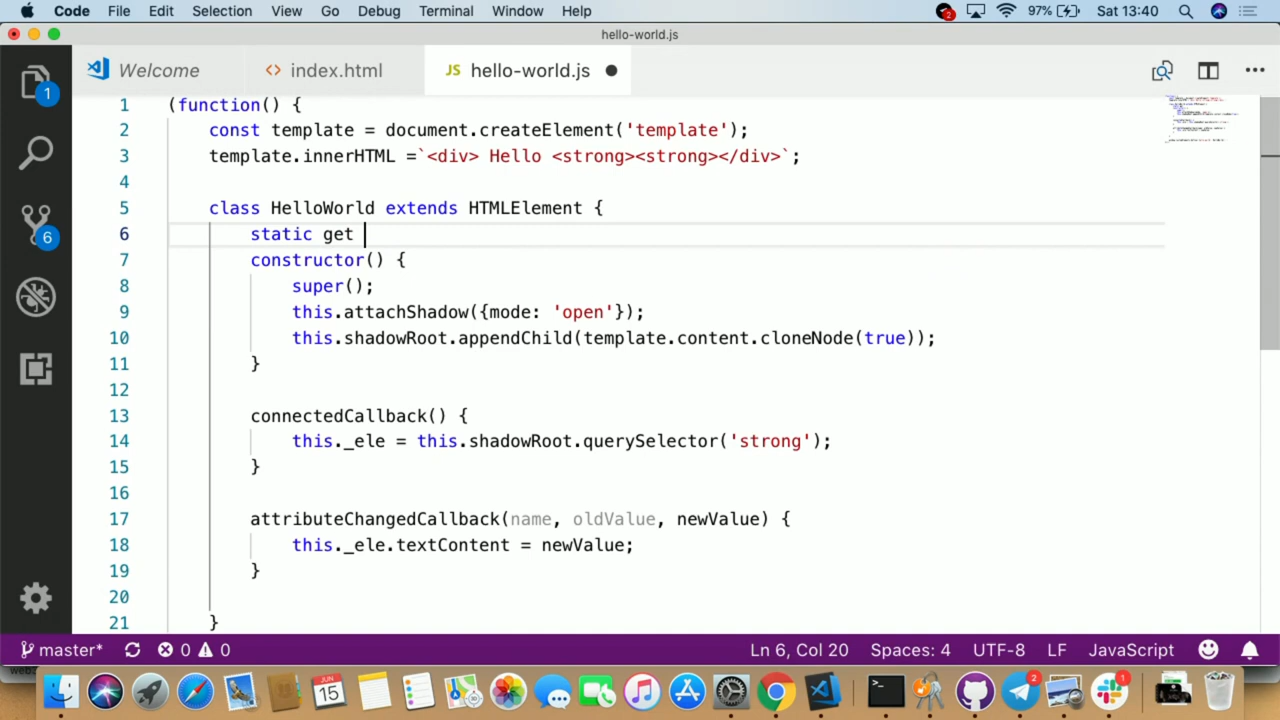 Code File Edit Selection View Go Debug Terminal Window Help 2 97% Sat 13:40
hello-world.js
Welcome <> index.html JS hello-world.js
1 (function() {
2 const template = document.createElement('template');
3 template.innerHTML =`<div> Hello <strong><strong></div>`;
4
5 class HelloWorld extends HTMLElement {
6 static get
7 constructor() {
8 super();
9 this.attachShadow({mode: 'open'});
10 this.shadowRoot.appendChild(template.content.cloneNode(true));
11 }
12
13 connectedCallback() {
14 this._ele = this.shadowRoot.querySelector('strong');
15 }
16
17 attributeChangedCallback(name, oldValue, newValue) {
18 this._ele.textContent = newValue;
19 }
20
21 }
1
6
master* 0 0 Ln 6, Col 20 Spaces: 4 UTF-8 LF JavaScript
JUN
15
2
1